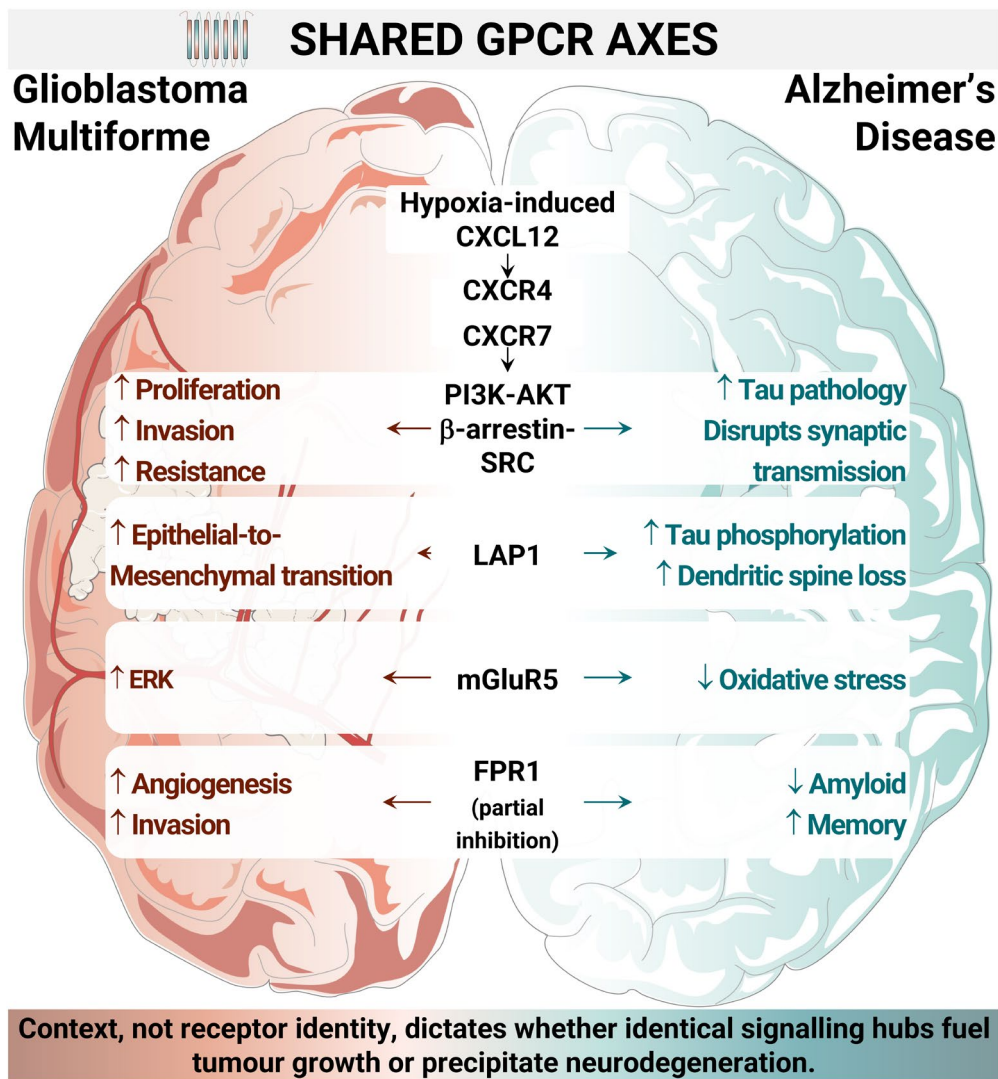 SHARED GPCR AXES
Glioblastoma
Multiforme
Alzheimer's
Disease
Hypoxia-induced
CXCL12
↓
CXCR4
CXCR7
↓
↑ Proliferation
↑ Invasion
↑ Resistance
← PI3K-AKT →
β-arrestin-
SRC
↑ Tau pathology
Disrupts synaptic
transmission
↑ Epithelial-to-
Mesenchymal transition
← LAP1 →
↑ Tau phosphorylation
↑ Dendritic spine loss
↑ ERK
← mGluR5 →
↓ Oxidative stress
↑ Angiogenesis
↑ Invasion
← FPR1 →
(partial
inhibition)
↓ Amyloid
↑ Memory
Context, not receptor identity, dictates whether identical signalling hubs fuel
tumour growth or precipitate neurodegeneration.